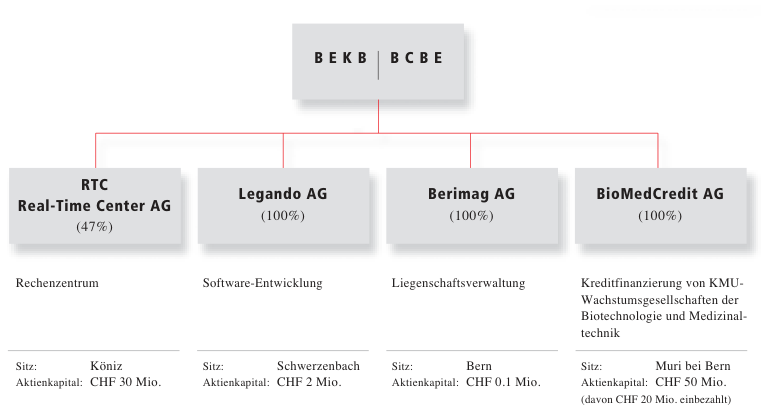 BEKB | BCBE
RTC
Real-Time Center AG
(47%)
Legando AG
(100%)
Berimag AG
(100%)
BioMedCredit AG
(100%)
Rechenzentrum
Software-Entwicklung
Liegenschaftsverwaltung
Kreditfinanzierung von KMU-
Wachstumsgesellschaften der
Biotechnologie und Medizinal-
technik
Sitz: Köniz
Aktienkapital: CHF 30 Mio.
Sitz: Schwerzenbach
Aktienkapital: CHF 2 Mio.
Sitz: Bern
Aktienkapital: CHF 0.1 Mio.
Sitz: Muri bei Bern
Aktienkapital: CHF 50 Mio.
(davon CHF 20 Mio. einbezahlt)